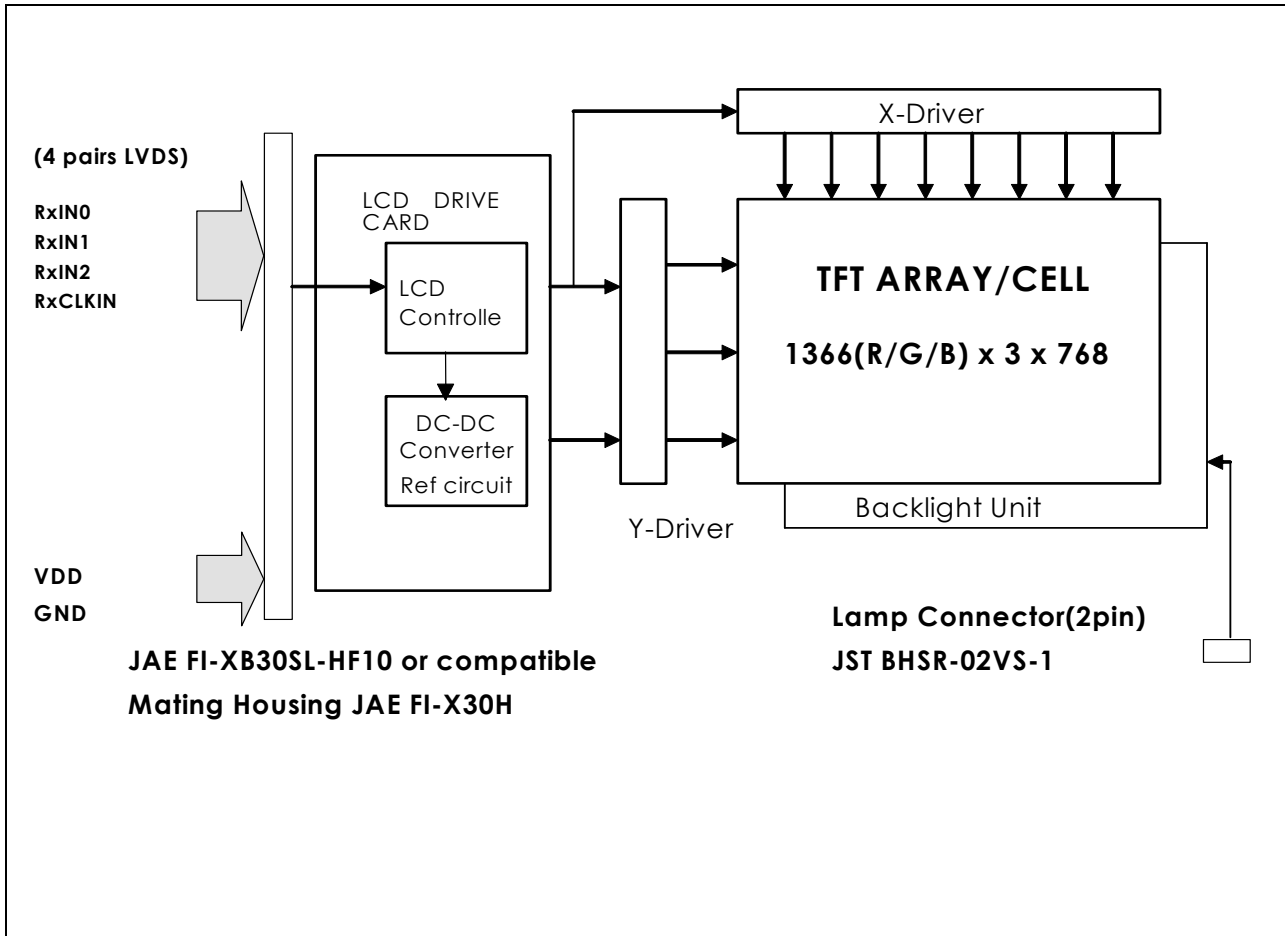 X-Driver
(4 pairs LVDS)
RxIN0
RxIN1
RxIN2
RxCLKIN
LCD DRIVE
CARD
LCD
Controlle
DC-DC
Converter
Ref circuit
TFT ARRAY/CELL
1366(R/G/B) x 3 x 768
Backlight Unit
Y-Driver
VDD
GND
JAE FI-XB30SL-HF10 or compatible
Mating Housing JAE FI-X30H
Lamp Connector(2pin)
JST BHSR-02VS-1